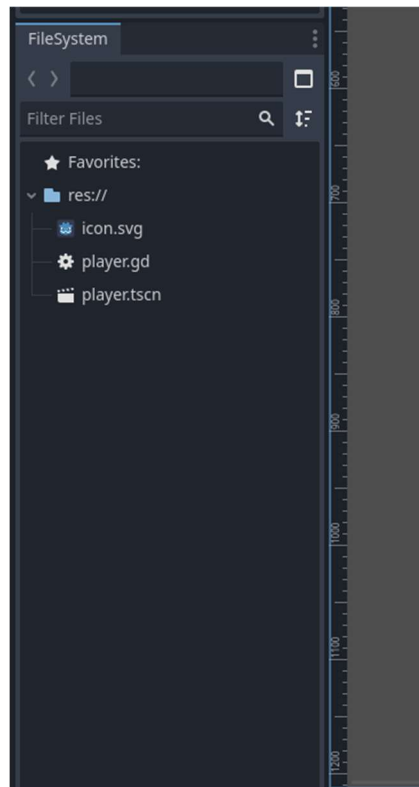 FileSystem
Filter Files
Favorites:
res://
icon.svg
player.gd
player.tscn
600
700
800
900
1000
1100
1200